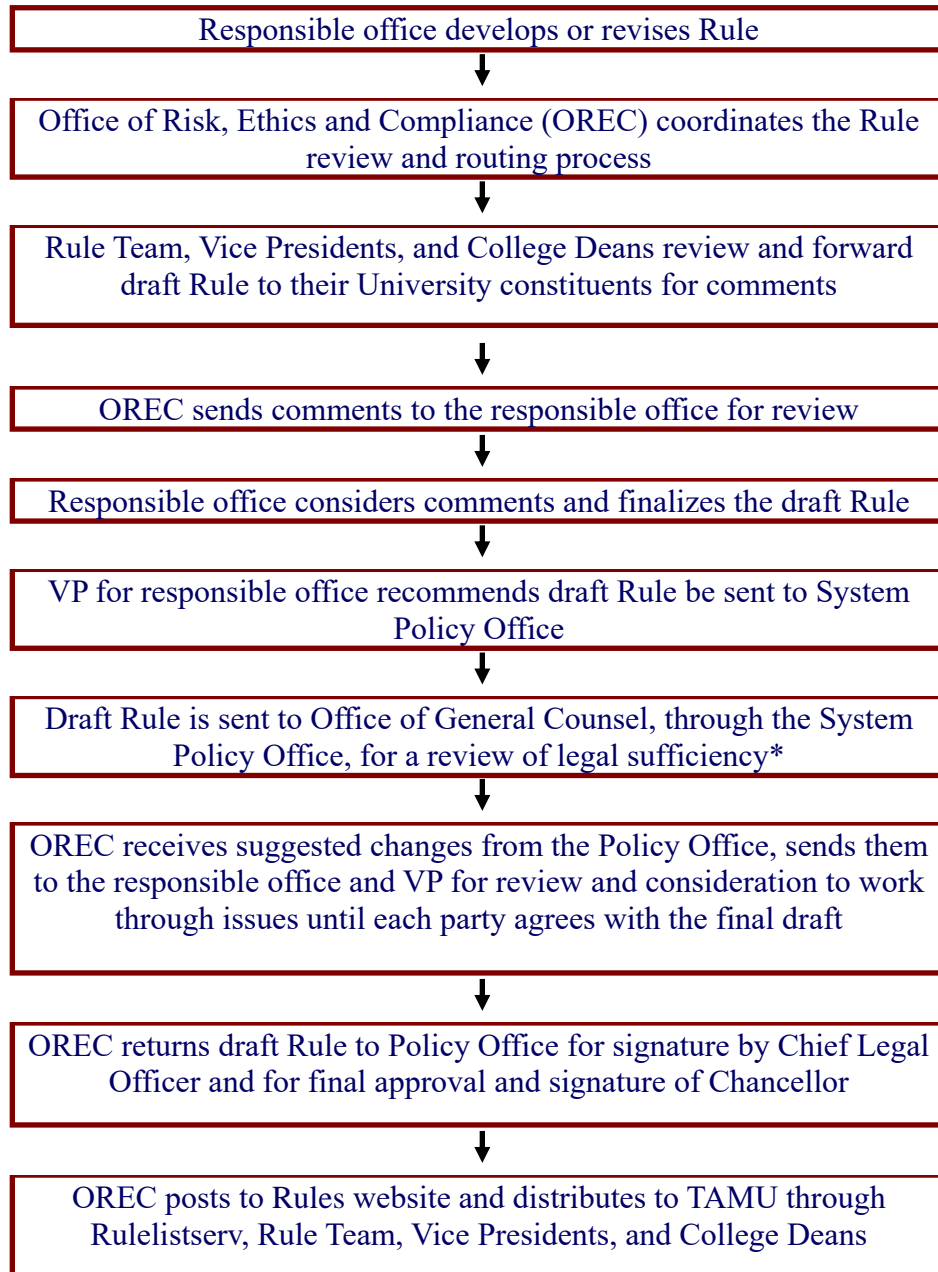 Responsible office develops or revises Rule
Office of Risk, Ethics and Compliance (OREC) coordinates the Rule
review and routing process
Rule Team, Vice Presidents, and College Deans review and forward
draft Rule to their University constituents for comments
OREC sends comments to the responsible office for review
Responsible office considers comments and finalizes the draft Rule
VP for responsible office recommends draft Rule be sent to System
Policy Office
Draft Rule is sent to Office of General Counsel, through the System
Policy Office, for a review of legal sufficiency*
OREC receives suggested changes from the Policy Office, sends them
to the responsible office and VP for review and consideration to work
through issues until each party agrees with the final draft
OREC returns draft Rule to Policy Office for signature by Chief Legal
Officer and for final approval and signature of Chancellor
OREC posts to Rules website and distributes to TAMU through
Rulelistserv, Rule Team, Vice Presidents, and College Deans